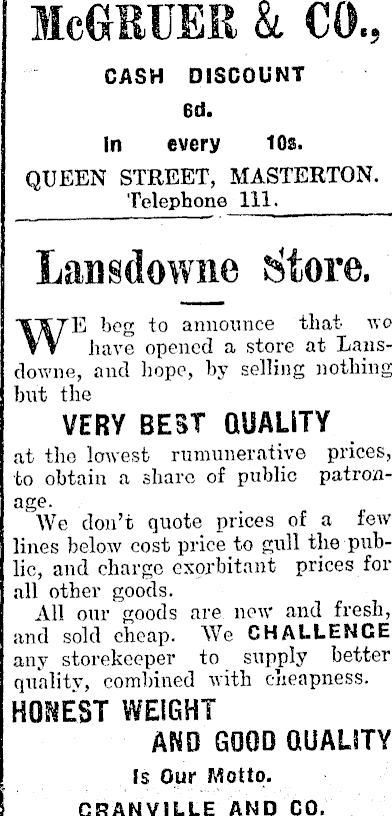 McGRUER & CO.,
CASH DISCOUNT
6d.
In every 10s.
QUEEN STREET, MASTERTON.
Telephone 111.
Lansdowne Store.
WE beg to announce that we
have opened a store at Lans-
downe, and hope, by selling nothing
but the
VERY BEST QUALITY
at the lowest rumunerative prices,
to obtain a share of public patron-
age.
We don't quote prices of a few
lines below cost price to gull the pub-
lic, and charge exorbitant prices for
all other goods.
All our goods are new and fresh,
and sold cheap. We CHALLENGE
any storekeeper to supply better
quality, combined with cheapness.
HONEST WEIGHT
AND GOOD QUALITY
Is Our Motto.
CRANVILLE AND CO.